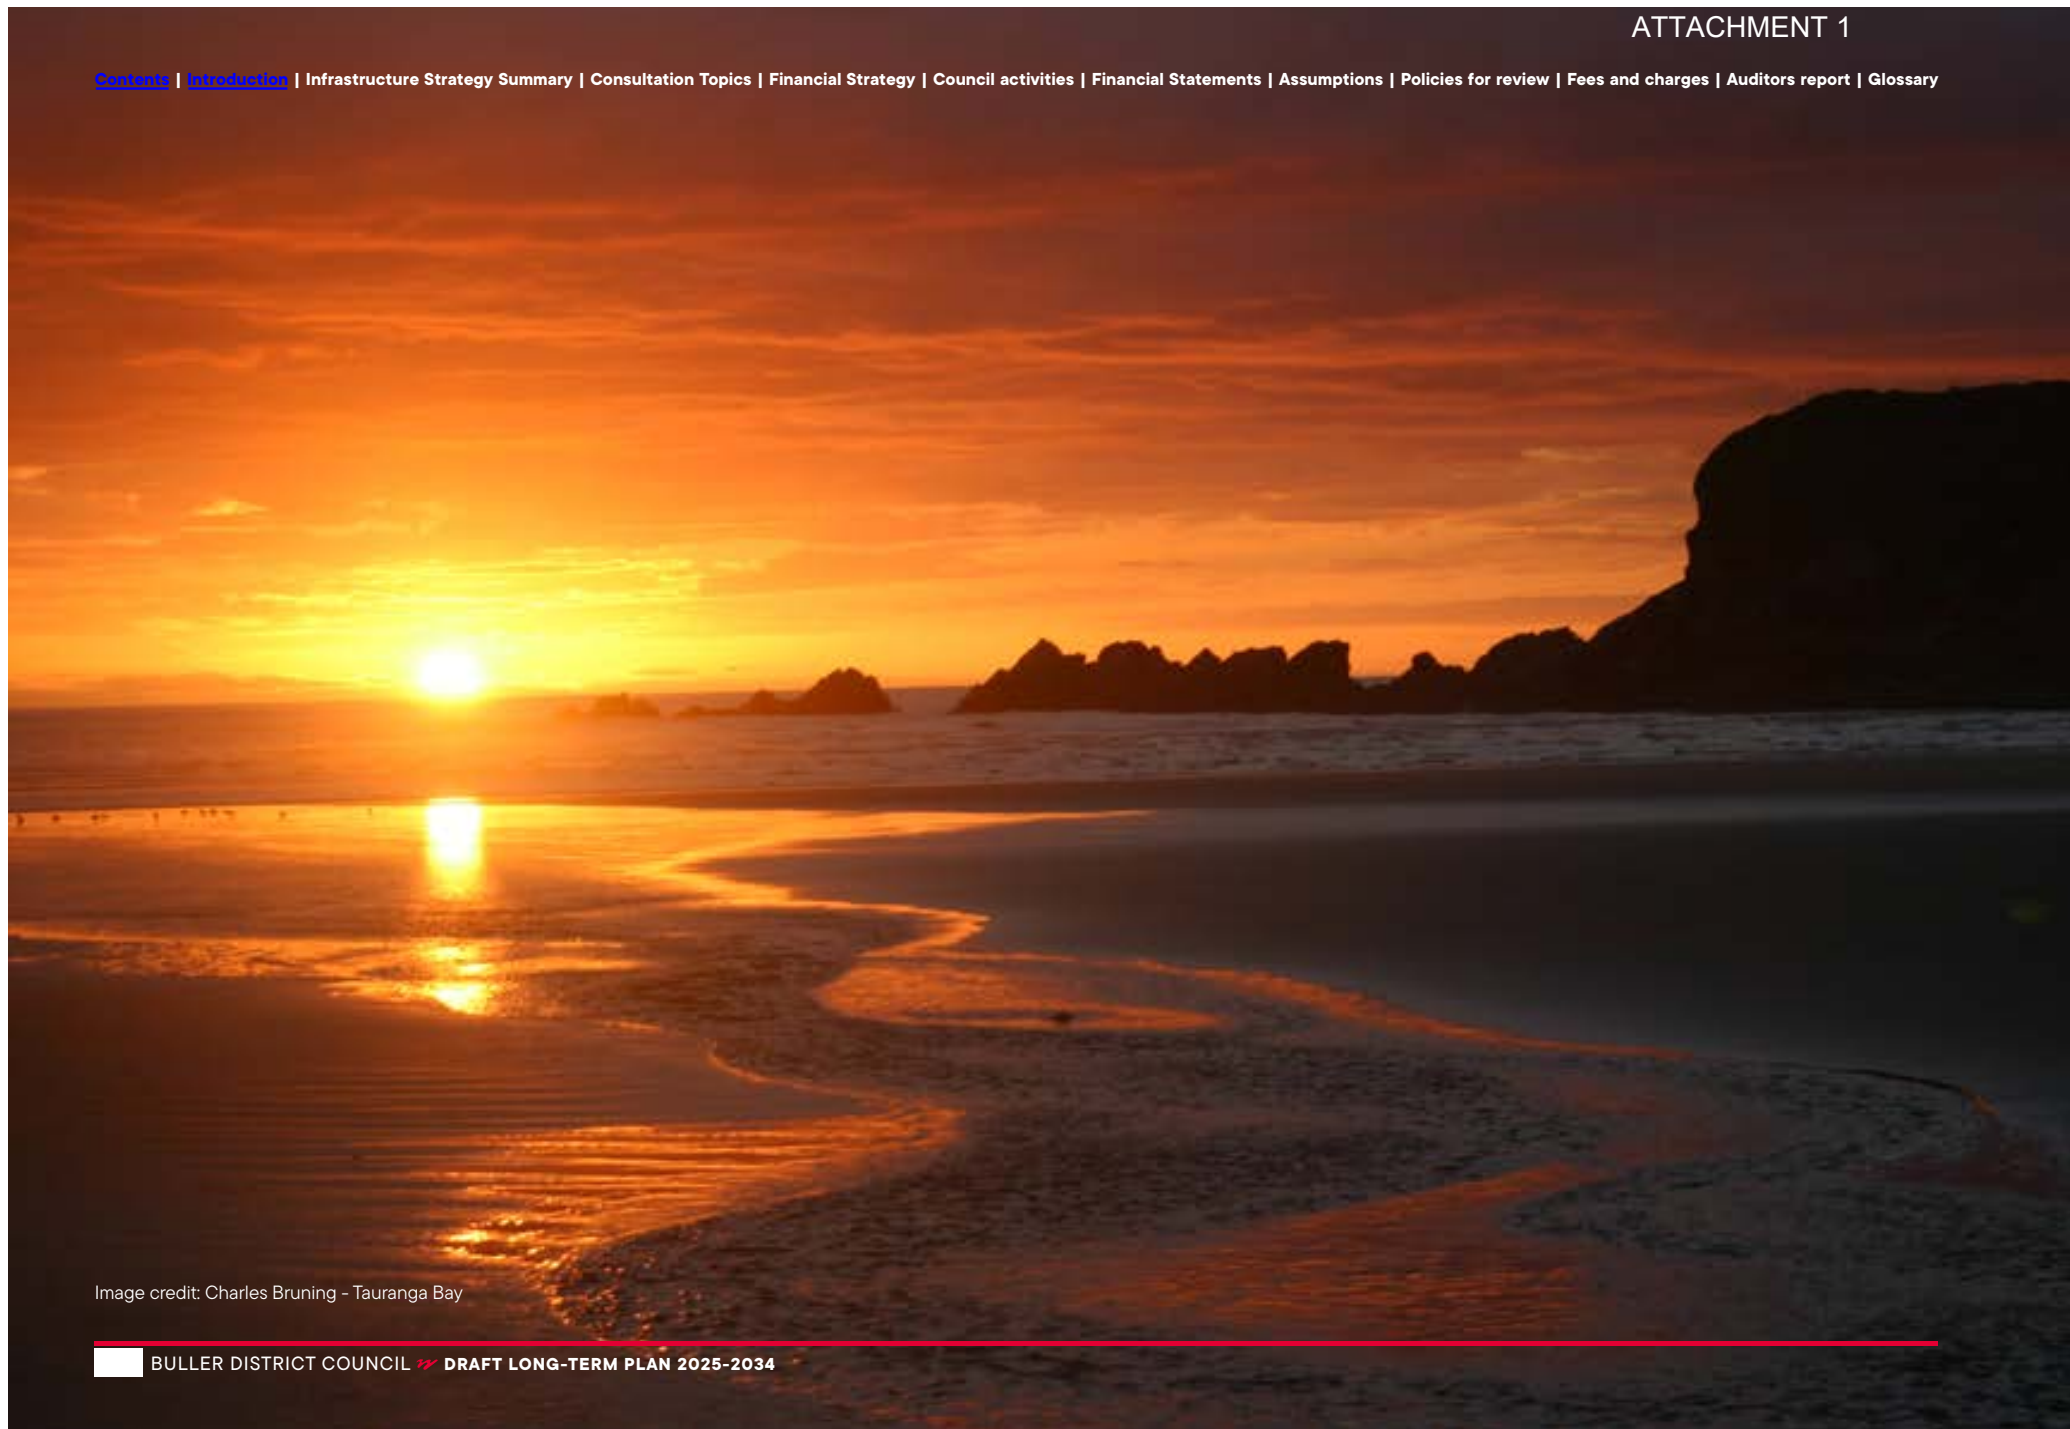 ATTACHMENT 1
Contents | Introduction | Infrastructure Strategy Summary | Consultation Topics | Financial Strategy | Council activities | Financial Statements | Assumptions | Policies for review | Fees and charges | Auditors report | Glossary
Image credit: Charles Bruning - Tauranga Bay
BULLER DISTRICT COUNCIL DRAFT LONG-TERM PLAN 2025-2034